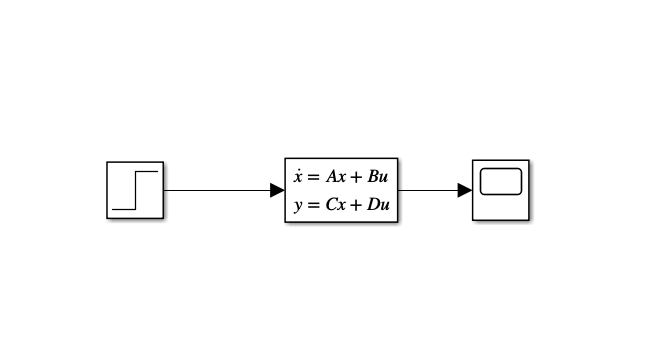 ẋ = Ax + Bu
y = Cx + Du